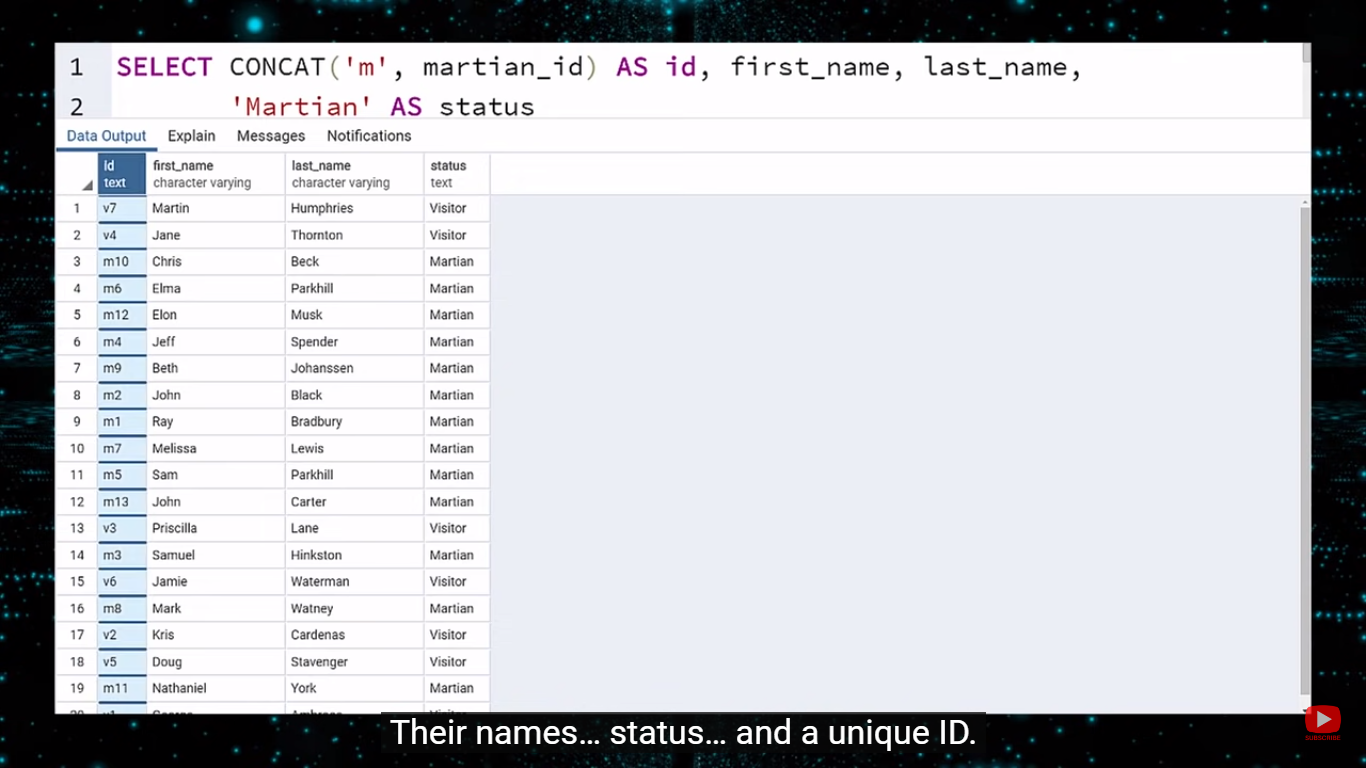 1 SELECT CONCAT('m', martian_id) AS id, first_name, last_name,
2 'Martian' AS status
Data Output Explain Messages Notifications
id first_name last_name status
text character varying character varying text
1 v7 Martin Humphries Visitor
2 v4 Jane Thornton Visitor
3 m10 Chris Beck Martian
4 m6 Elma Parkhill Martian
5 m12 Elon Musk Martian
6 m4 Jeff Spender Martian
7 m9 Beth Johanssen Martian
8 m2 John Black Martian
9 m1 Ray Bradbury Martian
10 m7 Melissa Lewis Martian
11 m5 Sam Parkhill Martian
12 m13 John Carter Martian
13 v3 Priscilla Lane Visitor
14 m3 Samuel Hinkston Martian
15 v6 Jamie Waterman Visitor
16 m8 Mark Watney Martian
17 v2 Kris Cardenas Visitor
18 v5 Doug Stavenger Visitor
19 m11 Nathaniel York Martian
Their names… status… and a unique ID.
SUBSCRIBE